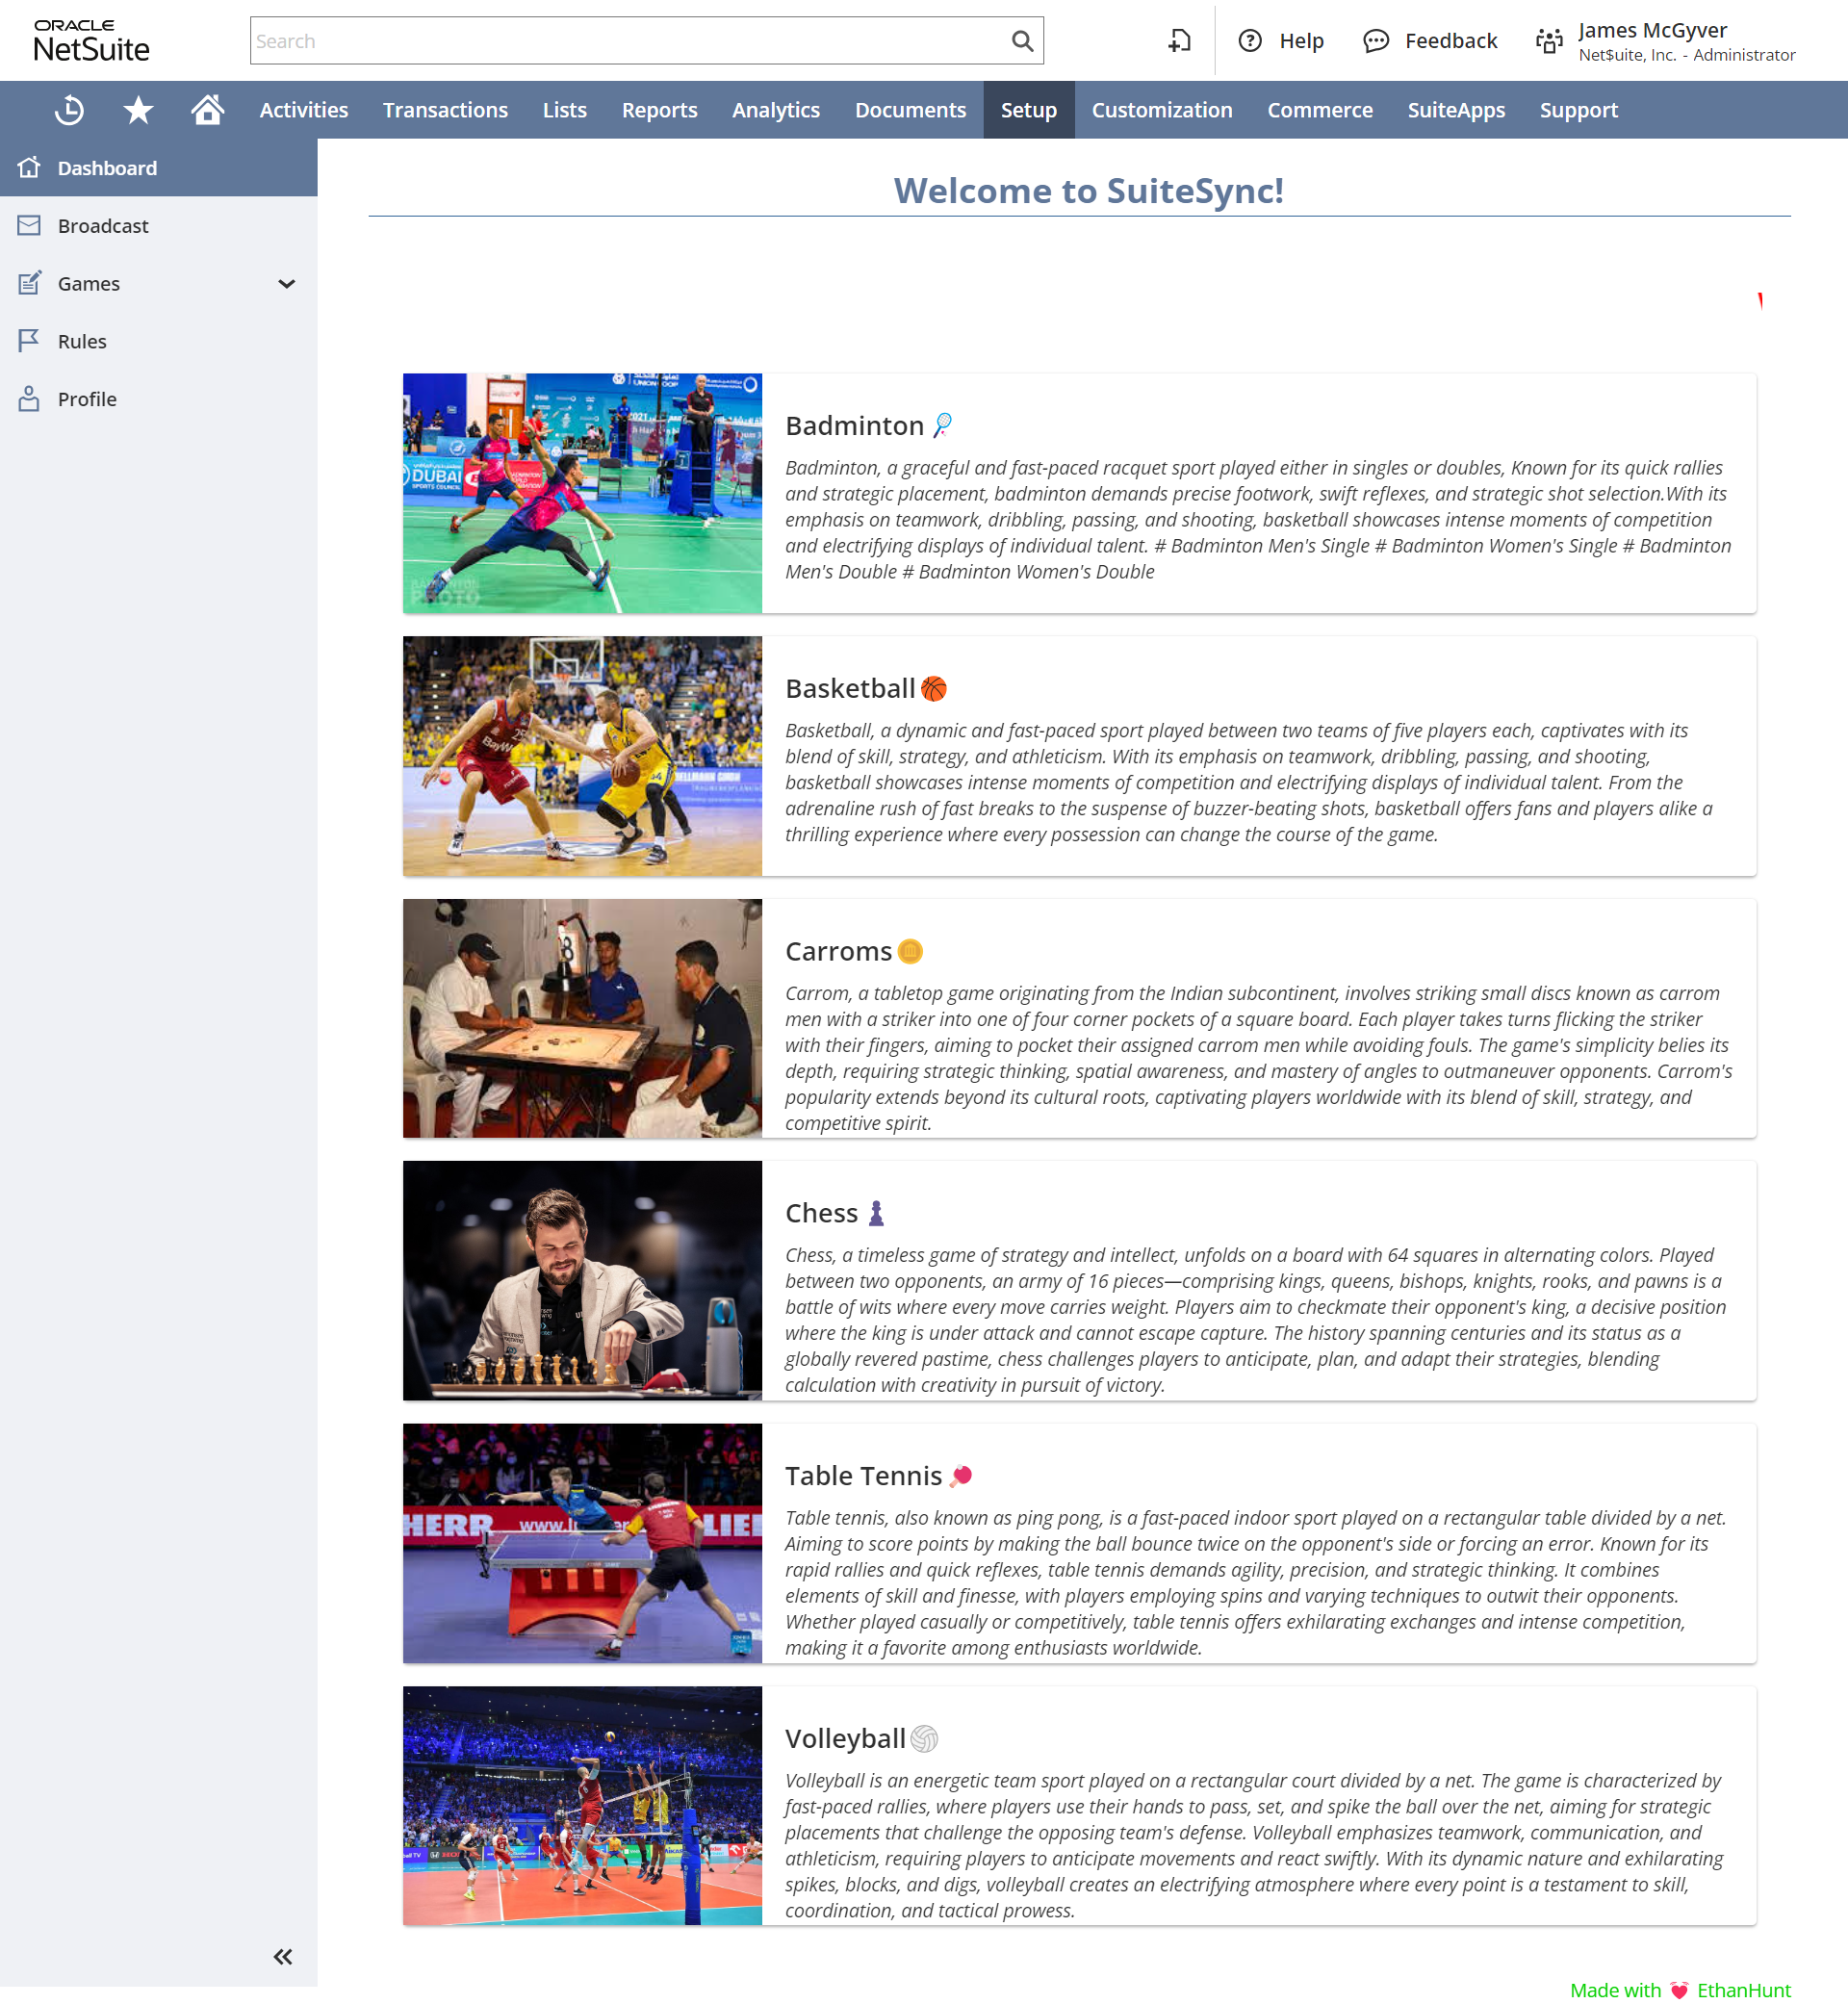 ORACLE
NetSuite
Search
Help
Feedback
James McGyver
Net$uite, Inc. - Administrator
Activities
Transactions
Lists
Reports
Analytics
Documents
Setup
Customization
Commerce
SuiteApps
Support
Dashboard
Broadcast
Games
Rules
Profile
Welcome to SuiteSync!
DUBAI
SPORTS COUNCIL
2021
BADMINTON
PHOTO
Badminton
Badminton, a graceful and fast-paced racquet sport played either in singles or doubles, Known for its quick rallies
and strategic placement, badminton demands precise footwork, swift reflexes, and strategic shot selection.With its
emphasis on teamwork, dribbling, passing, and shooting, basketball showcases intense moments of competition
and electrifying displays of individual talent. # Badminton Men's Single # Badminton Women's Single # Badminton
Men's Double # Badminton Women's Double
25
Basketball
Basketball, a dynamic and fast-paced sport played between two teams of five players each, captivates with its
blend of skill, strategy, and athleticism. With its emphasis on teamwork, dribbling, passing, and shooting,
basketball showcases intense moments of competition and electrifying displays of individual talent. From the
adrenaline rush of fast breaks to the suspense of buzzer-beating shots, basketball offers fans and players alike a
thrilling experience where every possession can change the course of the game.
8
Carroms
Carrom, a tabletop game originating from the Indian subcontinent, involves striking small discs known as carrom
men with a striker into one of four corner pockets of a square board. Each player takes turns flicking the striker
with their fingers, aiming to pocket their assigned carrom men while avoiding fouls. The game's simplicity belies its
depth, requiring strategic thinking, spatial awareness, and mastery of angles to outmaneuver opponents. Carrom's
popularity extends beyond its cultural roots, captivating players worldwide with its blend of skill, strategy, and
competitive spirit.
Chess
Chess, a timeless game of strategy and intellect, unfolds on a board with 64 squares in alternating colors. Played
between two opponents, an army of 16 pieces—comprising kings, queens, bishops, knights, rooks, and pawns is a
battle of wits where every move carries weight. Players aim to checkmate their opponent's king, a decisive position
where the king is under attack and cannot escape capture. The history spanning centuries and its status as a
globally revered pastime, chess challenges players to anticipate, plan, and adapt their strategies, blending
calculation with creativity in pursuit of victory.
HERR
LIE
Table Tennis
Table tennis, also known as ping pong, is a fast-paced indoor sport played on a rectangular table divided by a net.
Aiming to score points by making the ball bounce twice on the opponent's side or forcing an error. Known for its
rapid rallies and quick reflexes, table tennis demands agility, precision, and strategic thinking. It combines
elements of skill and finesse, with players employing spins and varying techniques to outwit their opponents.
Whether played casually or competitively, table tennis offers exhilarating exchanges and intense competition,
making it a favorite among enthusiasts worldwide.
Volleyball
Volleyball is an energetic team sport played on a rectangular court divided by a net. The game is characterized by
fast-paced rallies, where players use their hands to pass, set, and spike the ball over the net, aiming for strategic
placements that challenge the opposing team's defense. Volleyball emphasizes teamwork, communication, and
athleticism, requiring players to anticipate movements and react swiftly. With its dynamic nature and exhilarating
spikes, blocks, and digs, volleyball creates an electrifying atmosphere where every point is a testament to skill,
coordination, and tactical prowess.
Made with 💓 EthanHunt